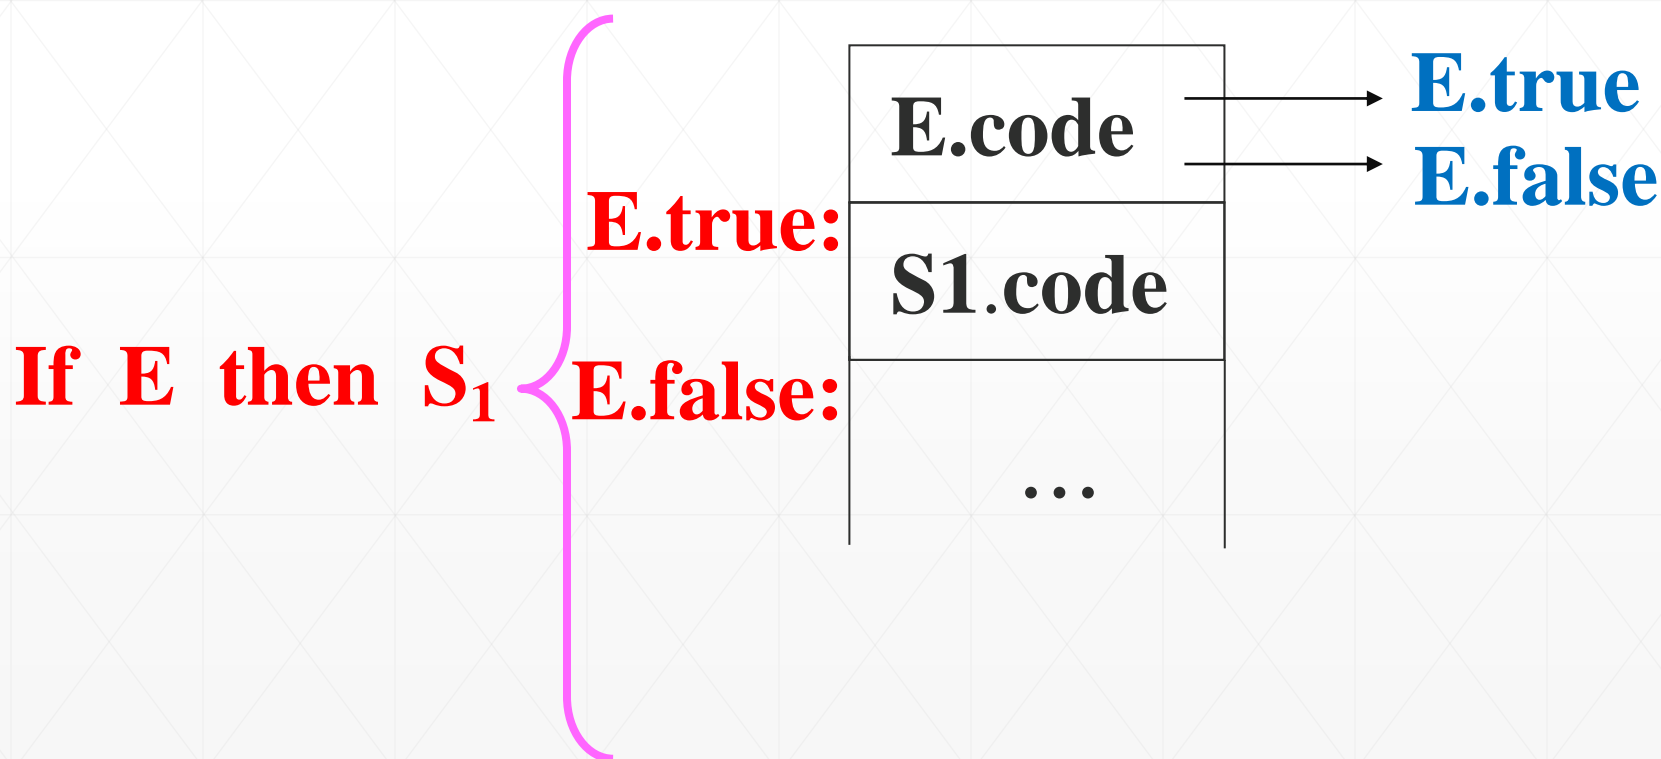 E.code
E.true
E.false
E.true:
S1.code
If E then S₁
E.false:
...